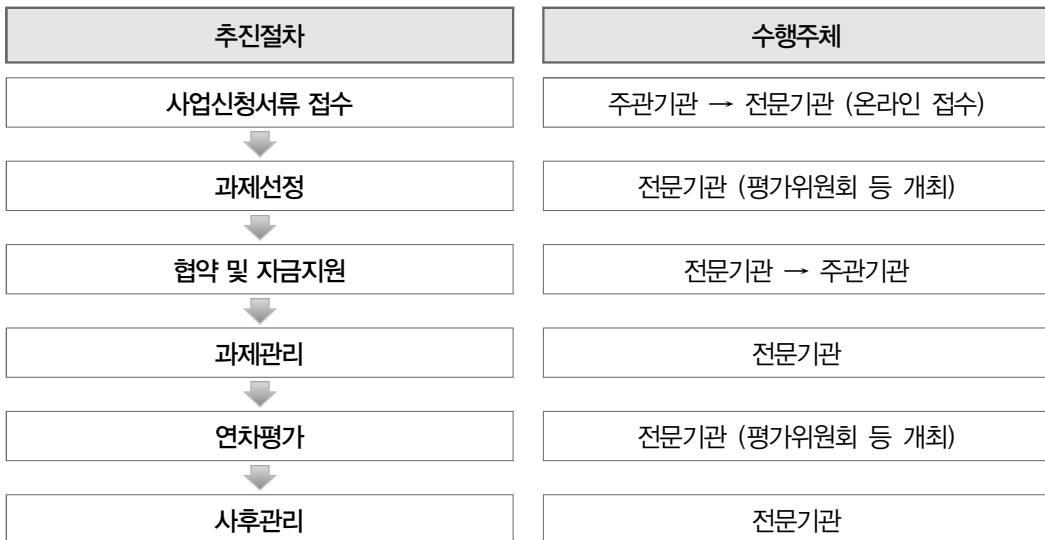 추진절차 수행주체
사업신청서류 접수 주관기관 → 전문기관 (온라인 접수)
과제선정 전문기관 (평가위원회 등 개최)
협약 및 자금지원 전문기관 → 주관기관
과제관리 전문기관
연차평가 전문기관 (평가위원회 등 개최)
사후관리 전문기관